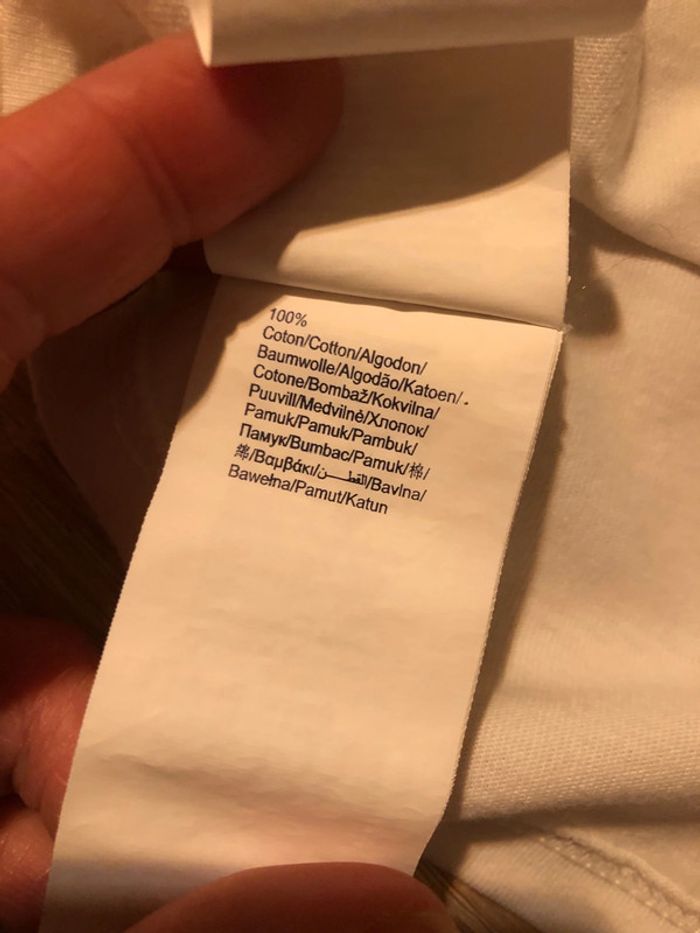 100%
Coton/Cotton/Algodon/
Baumwolle/Algodão/Katoen/
Cotone/Bombaž/Kokvilna/
Puuvill/Medvilnė/Хлопок/
Pamuk/Pamuk/Pambuk/
Памук/Bumbac/Pamuk/棉/
綿/Βαμβάκι/القطــــن/Bavlna/
Bawełna/Pamut/Katun